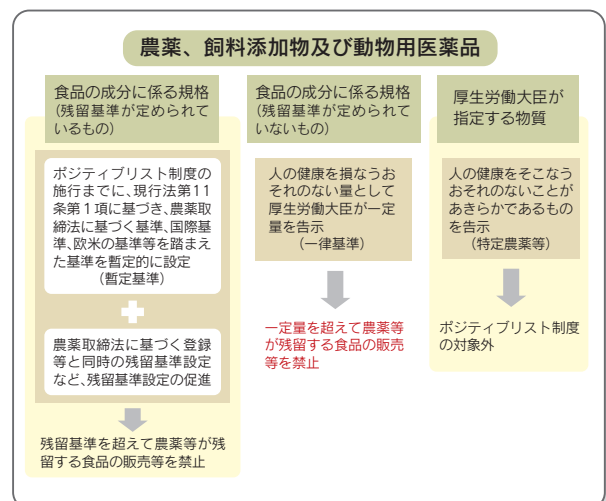 農薬、飼料添加物及び動物用医薬品
食品の成分に係る規格
(残留基準が定められて
いるもの)
ポジティブリスト制度の
施行までに、現行法第11
条第1項に基づき、農薬取
締法に基づく基準、国際基
準、欧米の基準等を踏まえ
た基準を暫定的に設定
(暫定基準)
農薬取締法に基づく登録
等と同時の残留基準設定
など、残留基準設定の促進
残留基準を超えて農薬等が残
留する食品の販売等を禁止
食品の成分に係る規格
(残留基準が定められて
いないもの)
人の健康を損なうお
それのない量として
厚生労働大臣が一定
量を告示
(一律基準)
一定量を超えて農薬等
が残留する食品の販売
等を禁止
厚生労働大臣が
指定する物質
人の健康をそこなう
おそれのないことが
あきらかであるもの
を告示
(特定農薬等)
ポジティブリスト制度
の対象外